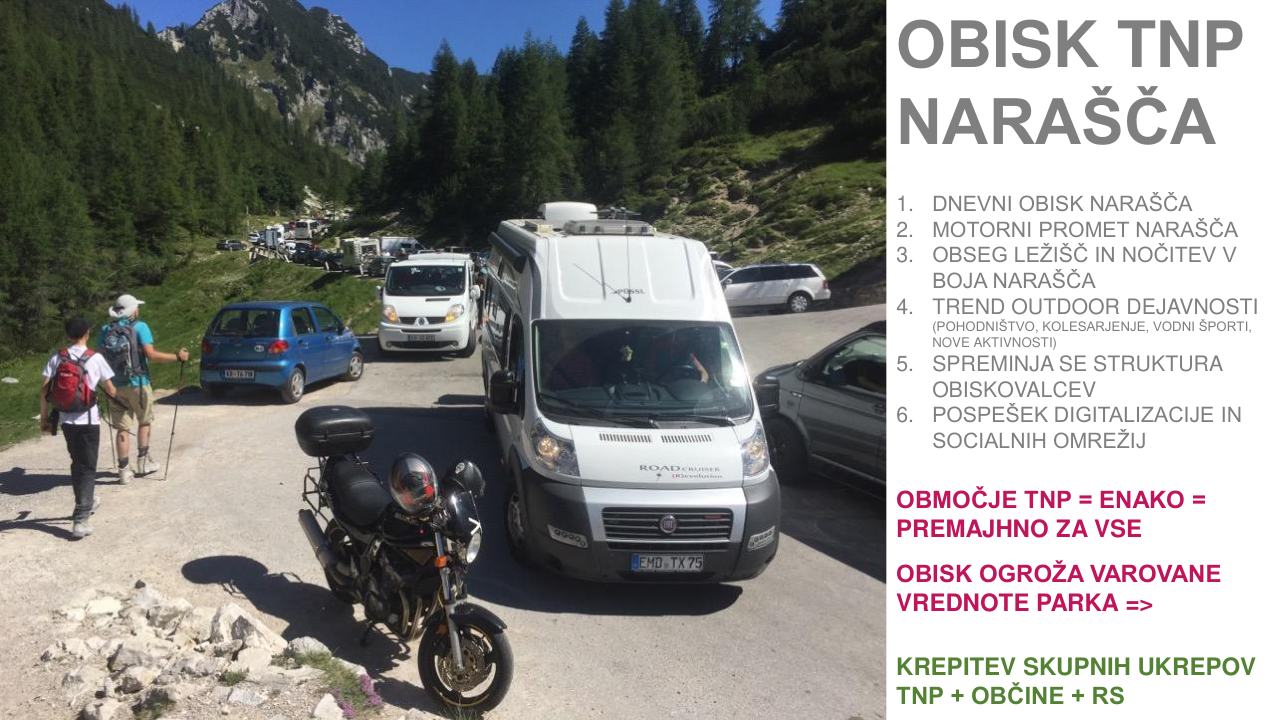 OBISK TNP
NARAŠČA
1. DNEVNI OBISK NARAŠČA
2. MOTORNI PROMET NARAŠČA
3. OBSEG LEŽIŠČ IN NOČITEV V
BOJA NARAŠČA
4. TREND OUTDOOR DEJAVNOSTI
(POHODNIŠTVO, KOLESARJENJE, VODNI ŠPORTI,
NOVE AKTIVNOSTI)
5. SPREMINJA SE STRUKTURA
OBISKOVALCEV
6. POSPEŠEK DIGITALIZACIJE IN
SOCIALNIH OMREŽIJ
OBMOČJE TNP = ENAKO =
PREMAJHNO ZA VSE
OBISK OGROŽA VAROVANE
VREDNOTE PARKA =>
KREPITEV SKUPNIH UKREPOV
TNP + OBČINE + RS
PÖSSL
ROAD CRUISER
FIAT
EMD TX 75